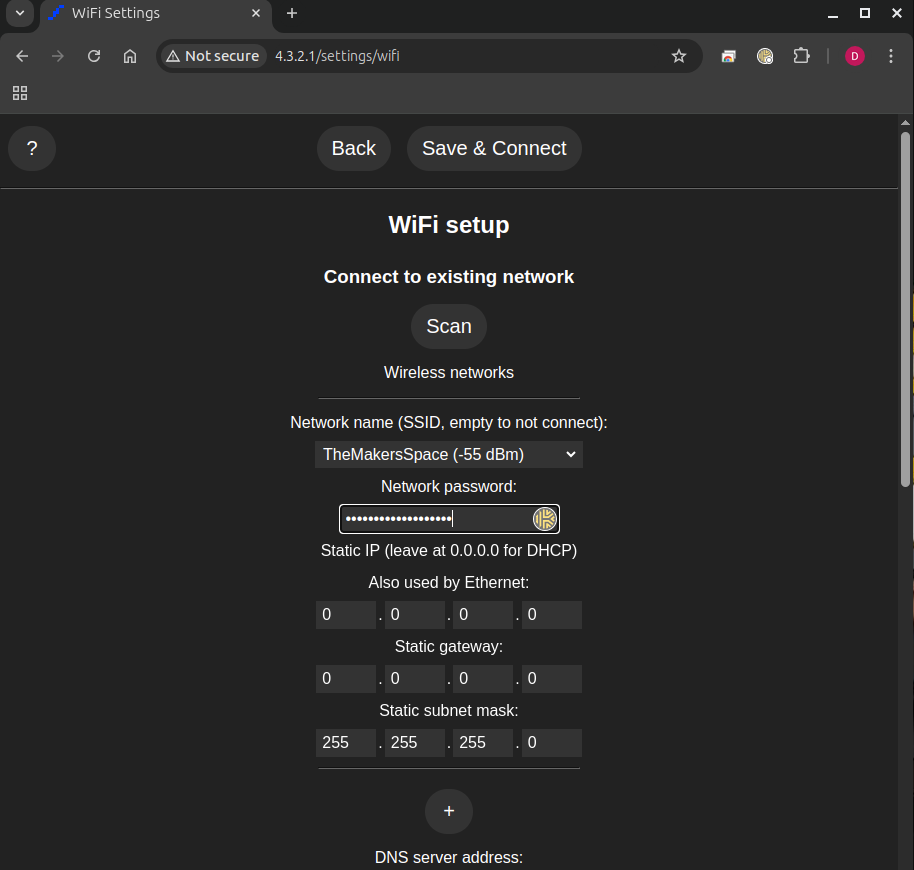 WiFi Settings
Not secure 4.3.2.1/settings/wifi
D
? Back Save & Connect
WiFi setup
Connect to existing network
Scan
Wireless networks
Network name (SSID, empty to not connect):
TheMakersSpace (-55 dBm)
Network password:
•••••••••••••••••••
Static IP (leave at 0.0.0.0 for DHCP)
Also used by Ethernet:
0 . 0 . 0 . 0
Static gateway:
0 . 0 . 0 . 0
Static subnet mask:
255 . 255 . 255 . 0
+
DNS server address: